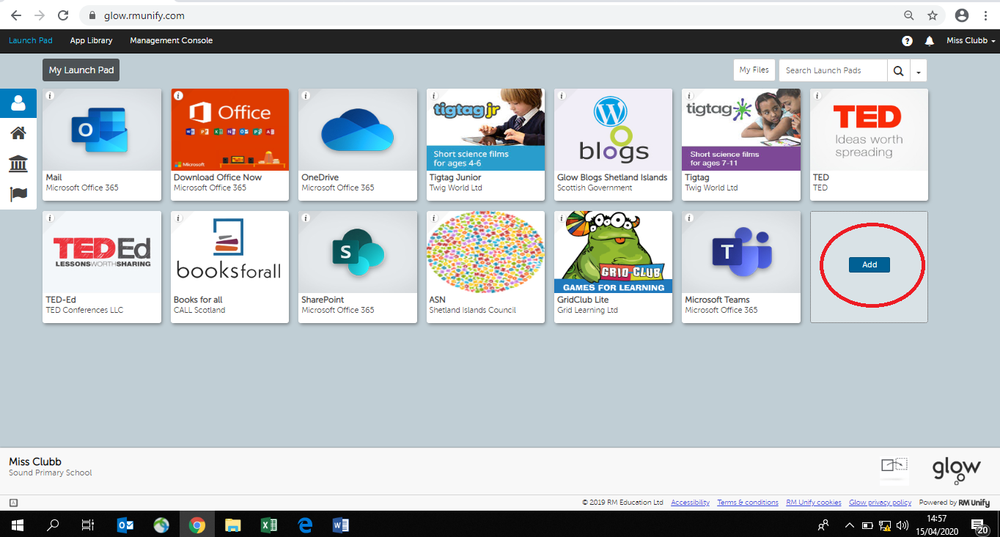 glow.rmunify.com
Launch Pad App Library Management Console
? Miss Clubb
My Launch Pad
My Files Search Launch Pads
i
O
Mail
Microsoft Office 365
i
Office
Microsoft
Download Office Now
Microsoft Office 365
i
OneDrive
Microsoft Office 365
i
tigtag jr
Short science films
for ages 4-6
Tigtag Junior
Twig World Ltd
i
W
blogs
Glow Blogs Shetland Islands
Scottish Government
i
tigtag
Short science films
for ages 7-11
Tigtag
Twig World Ltd
i
TED
Ideas worth
spreading
TED
TED
i
TEDEd
LESSONSWORTHSHARING
TED-Ed
TED Conferences LLC
i
booksforall
Books for all
CALL Scotland
i
S
SharePoint
Microsoft Office 365
i
ASN
Shetland Islands Council
i
GRID CLUB
GAMES FOR LEARNING
GridClub Lite
Grid Learning Ltd
i
T
Microsoft Teams
Microsoft Office 365
Add
Miss Clubb
Sound Primary School
glow
A
© 2019 RM Education Ltd Accessibility Terms & conditions RM Unify cookies Glow privacy policy Powered by RM Unify
14:57
15/04/2020
20